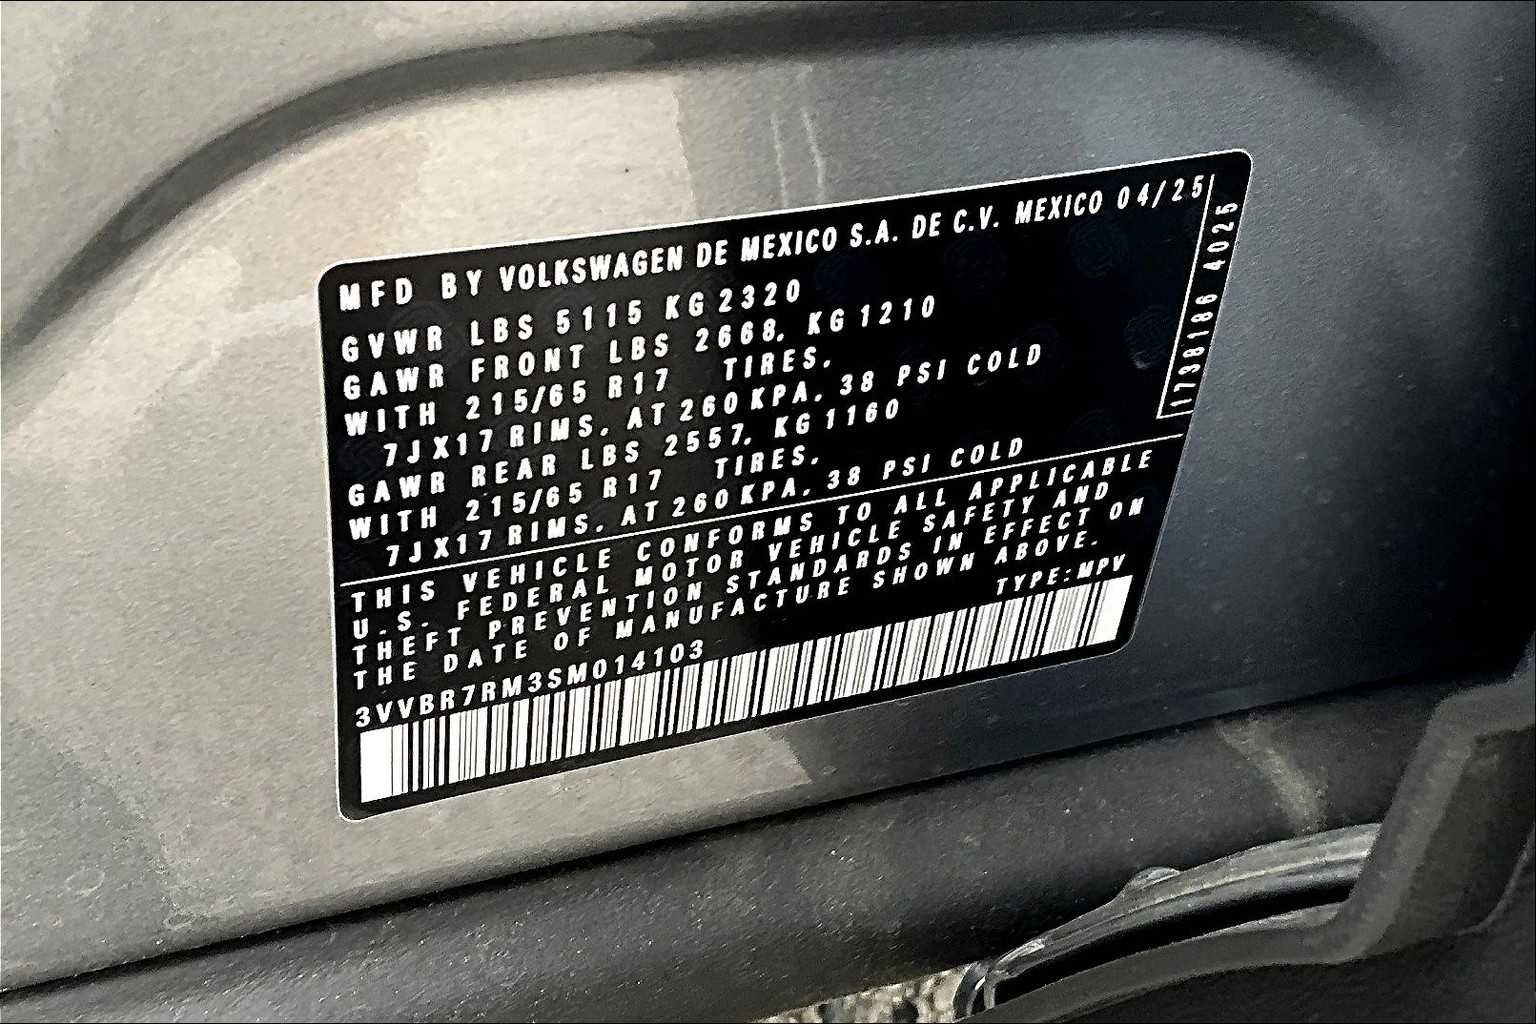 MFD BY VOLKSWAGEN DE MEXICO S.A. DE C.V. MEXICO 04/25
GVWR LBS 5115 KG 2320
GAWR FRONT LBS 2668. KG 1210
WITH 215/65 R17 TIRES.
7JX17 RIMS. AT 260 KPA. 38 PSI COLD
GAWR REAR LBS 2557. KG 1160
WITH 215/65 R17 TIRES.
7JX17 RIMS. AT 260 KPA. 38 PSI COLD
THIS VEHICLE CONFORMS TO ALL APPLICABLE
U.S. FEDERAL MOTOR VEHICLE SAFETY AND
THEFT PREVENTION STANDARDS IN EFFECT ON
THE DATE OF MANUFACTURE SHOWN ABOVE.
TYPE:MPV
3VVBR7RM3SM014103
1738186 4025